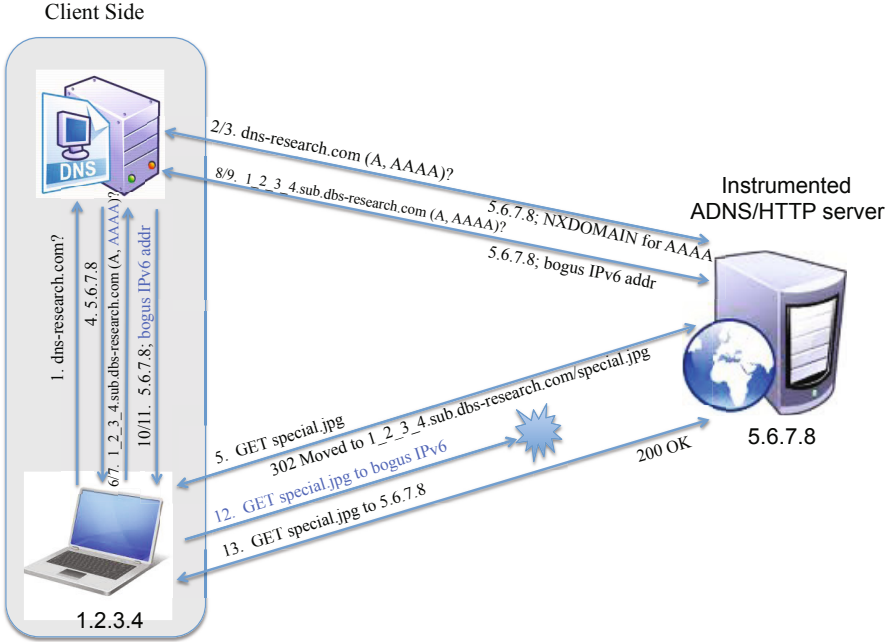 Client Side
DNS
2/3. dns-research.com (A, AAAA)?
5.6.7.8; NXDOMAIN for AAAA
8/9. 1_2_3_4.sub.dbs-research.com (A, AAAA)?
5.6.7.8; bogus IPv6 addr
Instrumented
ADNS/HTTP server
5.6.7.8
1. dns-research.com?
4. 5.6.7.8
6/7. 1_2_3_4.sub.dbs-research.com (A, AAAA)?
10/11. 5.6.7.8; bogus IPv6 addr
5. GET special.jpg
302 Moved to 1_2_3_4.sub.dbs-research.com/special.jpg
12. GET special.jpg to bogus IPv6
13. GET special.jpg to 5.6.7.8
200 OK
1.2.3.4